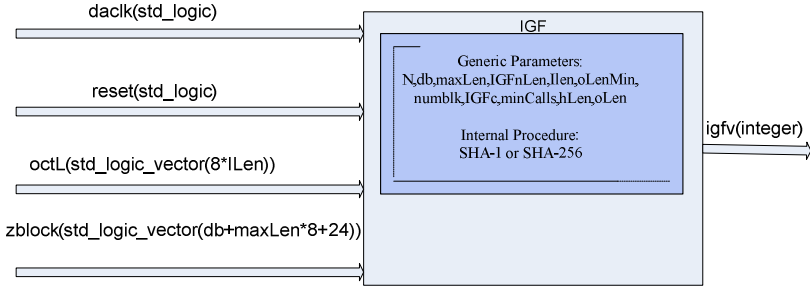 daclk(std_logic)
IGF
Generic Parameters:
N,db,maxLen,IGFnLen,Ilen,oLenMin,
numblk,IGFc,minCalls,hLen,oLen
reset(std_logic)
igfv(integer)
Internal Procedure:
SHA-1 or SHA-256
octL(std_logic_vector(8*ILen))
zblock(std_logic_vector(db+maxLen*8+24))